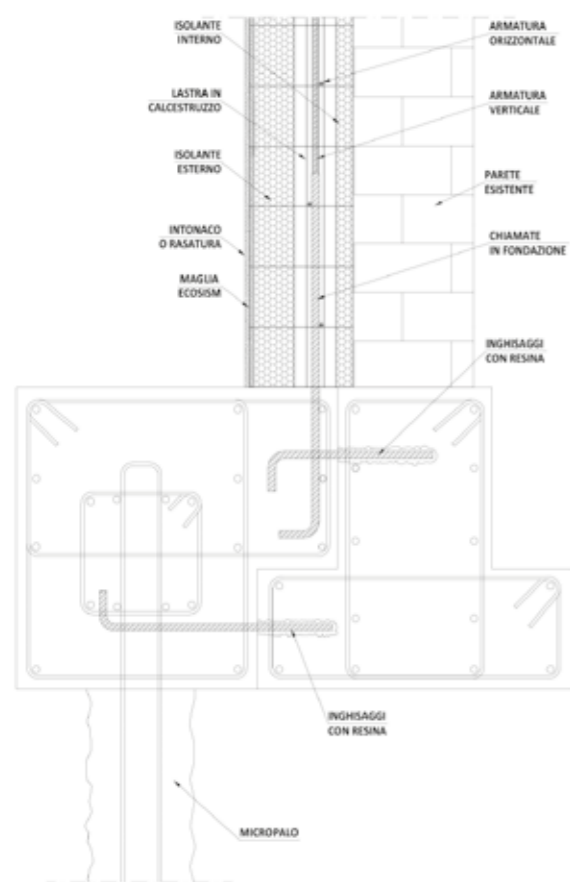 ISOLANTE
INTERNO
ARMATURA
ORIZZONTALE
LASTRA IN
CALCESTRUZZO
ARMATURA
VERTICALE
ISOLANTE
ESTERNO
PARETE
ESISTENTE
INTONACO
O RASATURA
CHIAMATE
IN FONDAZIONE
MAGLIA
ECOSISM
INGHISAGGI
CON RESINA
INGHISAGGI
CON RESINA
MICROPALO